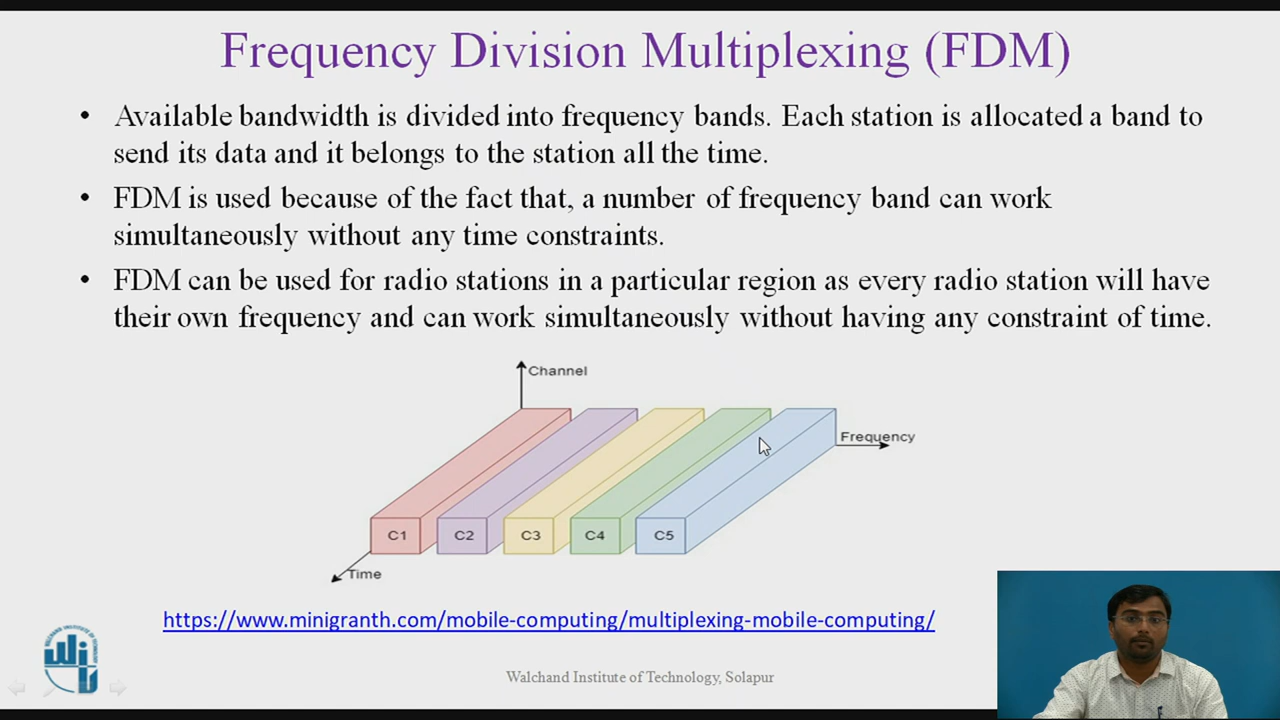 Frequency Division Multiplexing (FDM)
• Available bandwidth is divided into frequency bands. Each station is allocated a band to
send its data and it belongs to the station all the time.
• FDM is used because of the fact that, a number of frequency band can work
simultaneously without any time constraints.
• FDM can be used for radio stations in a particular region as every radio station will have
their own frequency and can work simultaneously without having any constraint of time.
Channel
Frequency
C1 C2 C3 C4 C5
Time
https://www.minigranth.com/mobile-computing/multiplexing-mobile-computing/
Walchand Institute of Technology, Solapur